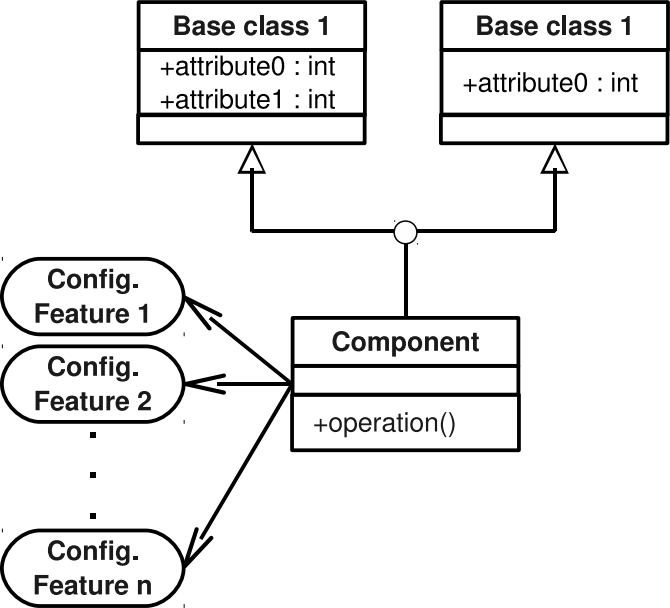 Base class 1
+attribute0 : int
+attribute1 : int
Base class 1
+attribute0 : int
Config.
Feature 1
Config.
Feature 2
Config.
Feature n
Component
+operation()